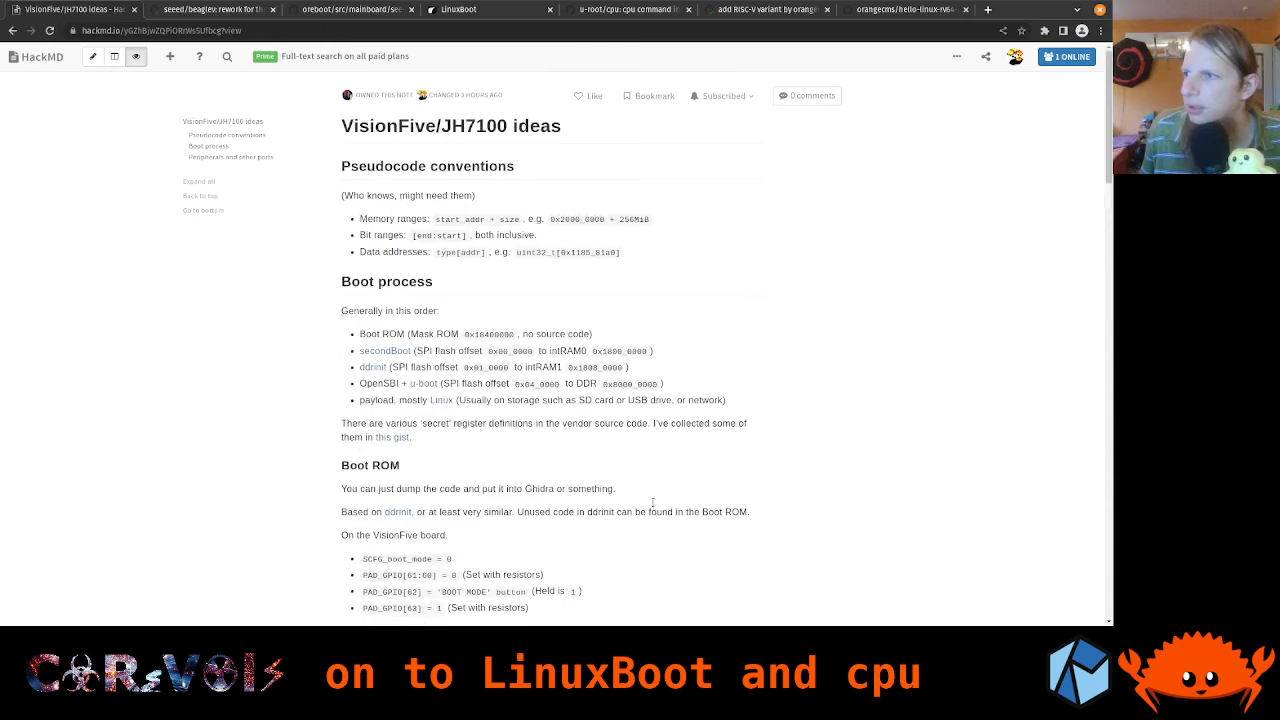 VisionFive/JH7100 ideas - Hac
seeed/beaglev: rework for th
oreboot/src/mainboard/see
LinuxBoot
u-root/cpu: cpu command in
add RISC-V variant by orange
orangecms/hello-linux-rv64
hackmd.io/yGZhBjwZQPiORrWsSUfbcg?view
HackMD
Prime
Full-text search on all paid plans
1 ONLINE
OWNED THIS NOTE
CHANGED 3 HOURS AGO
Like
Bookmark
Subscribed
0 comments
VisionFive/JH7100 ideas
Pseudocode conventions
Boot process
Peripherals and other ports
Expand all
Back to top
Go to bottom
VisionFive/JH7100 ideas
Pseudocode conventions
(Who knows, might need them)
• Memory ranges: start_addr + size, e.g. 0x2000_0000 + 256MiB
• Bit ranges: [end:start], both inclusive.
• Data addresses: type[addr], e.g. uint32_t[0x1185_81a0]
Boot process
Generally in this order:
• Boot ROM (Mask ROM 0x18400000, no source code)
• secondBoot (SPI flash offset 0x00_0000 to intRAM0 0x1800_0000)
• ddrinit (SPI flash offset 0x01_0000 to intRAM1 0x1808_0000)
• OpenSBI + u-boot (SPI flash offset 0x04_0000 to DDR 0x8000_0000)
• payload, mostly Linux (Usually on storage such as SD card or USB drive, or network)
There are various 'secret' register definitions in the vendor source code. I've collected some of
them in this gist.
Boot ROM
You can just dump the code and put it into Ghidra or something.
Based on ddrinit, or at least very similar. Unused code in ddrinit can be found in the Boot ROM.
On the VisionFive board.
• SCFG_boot_mode = 0
• PAD_GPIO[61:60] = 0 (Set with resistors)
• PAD_GPIO[62] = 'BOOT MODE' button (Held is 1)
• PAD_GPIO[63] = 1 (Set with resistors)
on to LinuxBoot and cpu